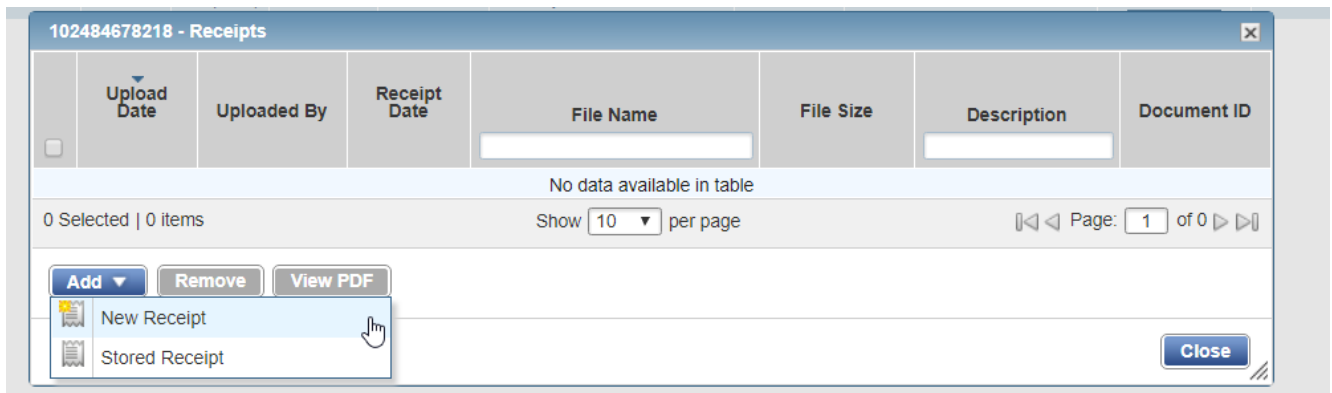 102484678218 - Receipts
Upload Date
Uploaded By
Receipt Date
File Name
File Size
Description
Document ID
No data available in table
0 Selected | 0 items
Show 10 per page
Page: 1 of 0
Add
Remove
View PDF
New Receipt
Stored Receipt
Close